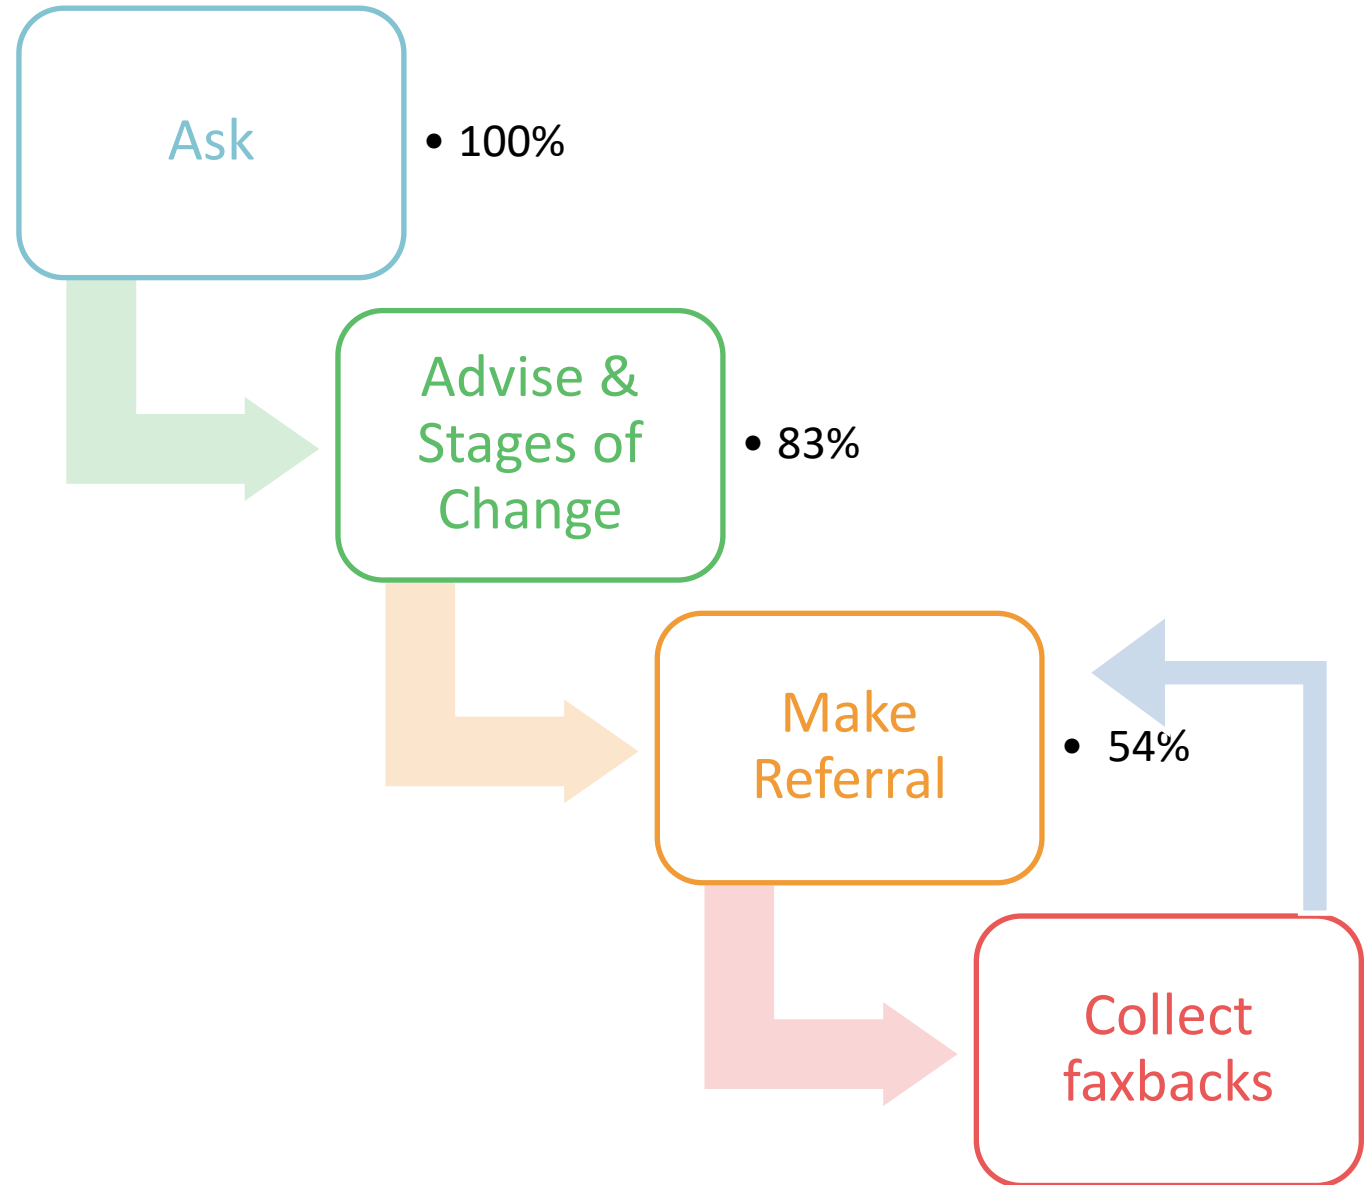 Ask
• 100%
Advise &
Stages of
Change
• 83%
Make
Referral
• 54%
Collect
faxbacks